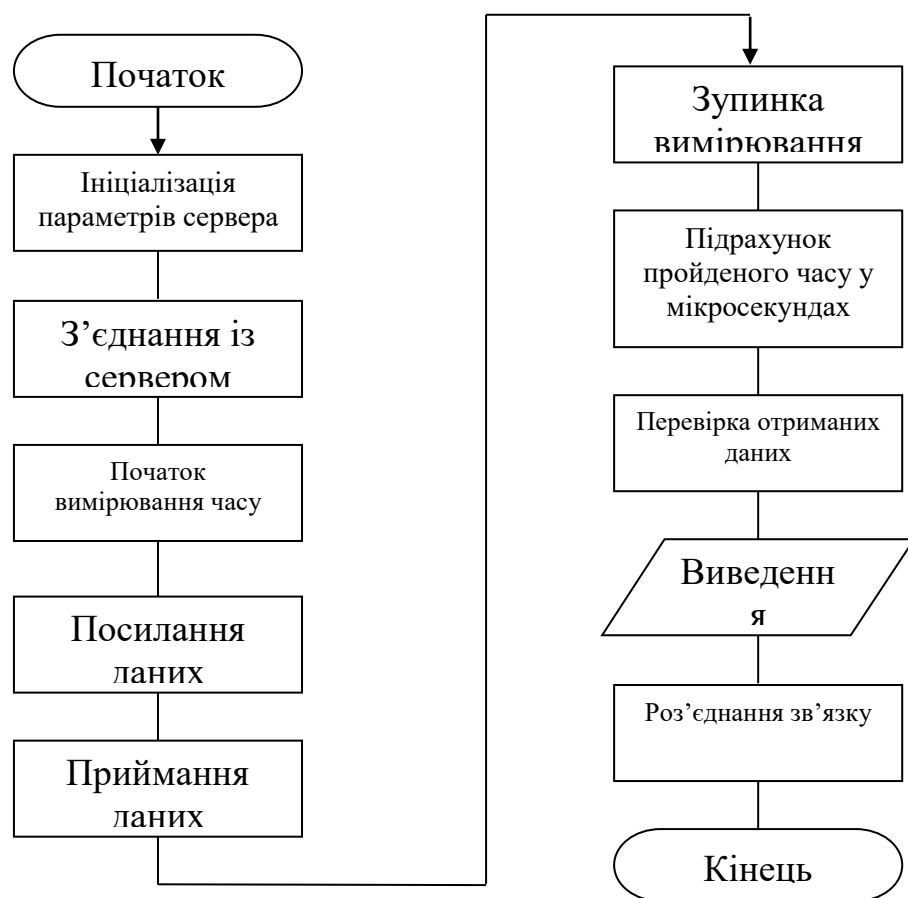 Початок
Ініціалізація
параметрів сервера
З’єднання із
сервером
Початок
вимірювання часу
Посилання
даних
Приймання
даних
Зупинка
вимірювання
Підрахунок
пройденого часу у
мікросекундах
Перевірка отриманих
даних
Виведенн
я
Роз’єднання зв’язку
Кінець